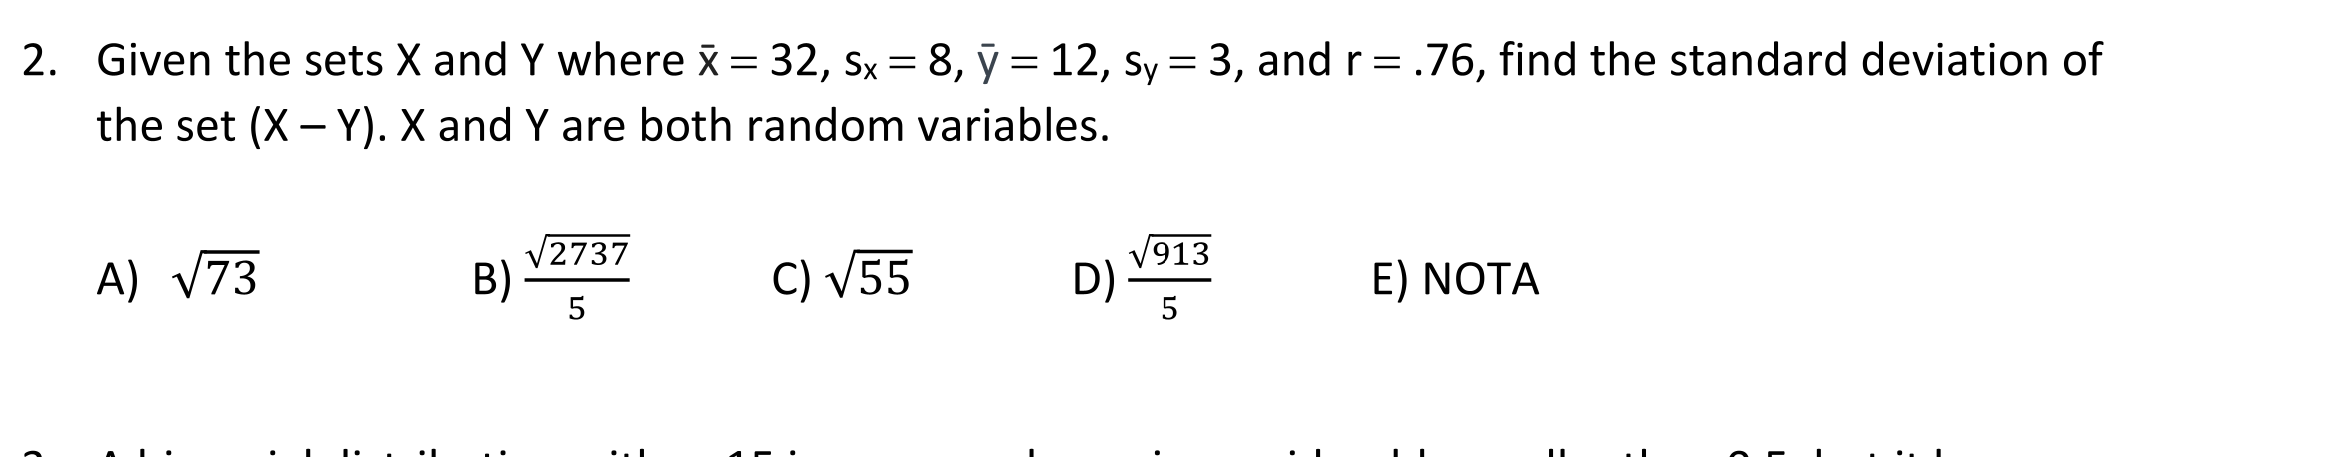 2. Given the sets X and Y where x̄ = 32, sₓ = 8, ȳ = 12, s_y = 3, and r = .76, find the standard deviation of
the set (X – Y). X and Y are both random variables.
A) √73 B) √2737/5 C) √55 D) √913/5 E) NOTA